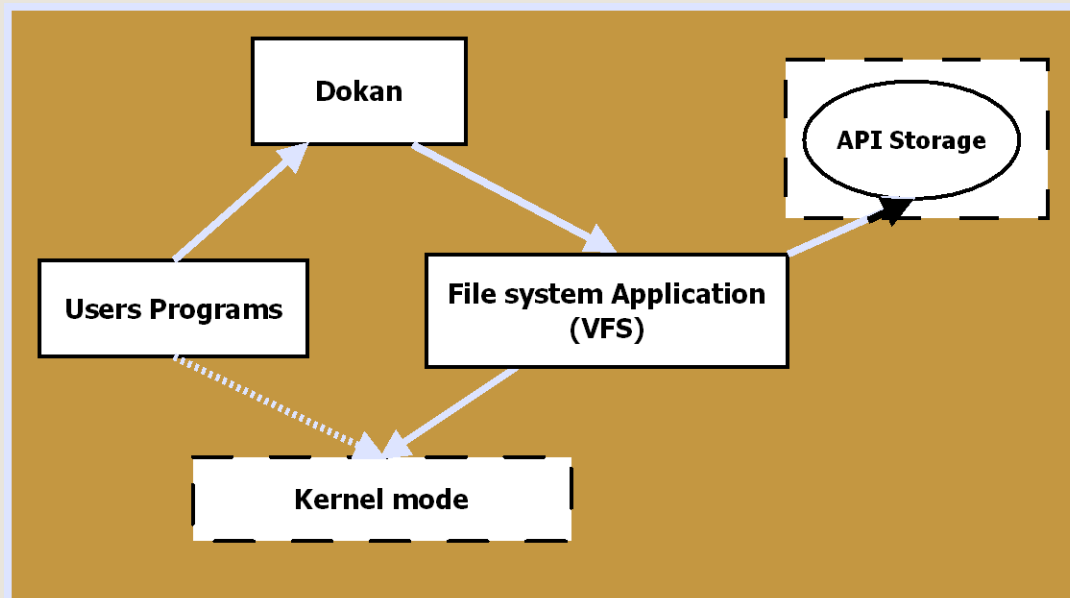 Dokan
API Storage
Users Programs
File system Application
(VFS)
Kernel mode